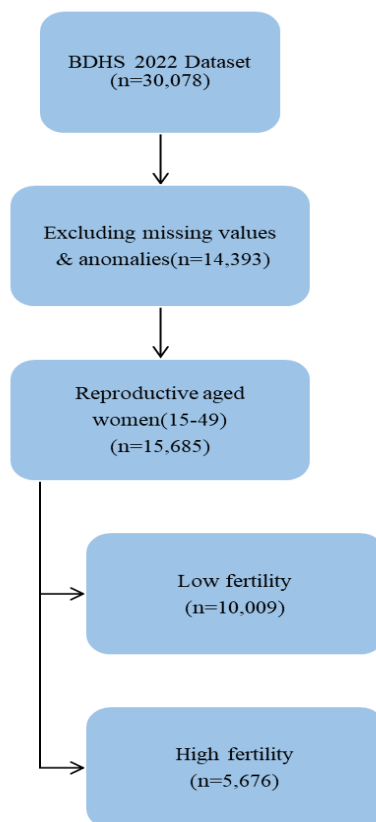 BDHS 2022 Dataset
(n=30,078)
Excluding missing values
& anomalies(n=14,393)
Reproductive aged
women(15-49)
(n=15,685)
Low fertility
(n=10,009)
High fertility
(n=5,676)